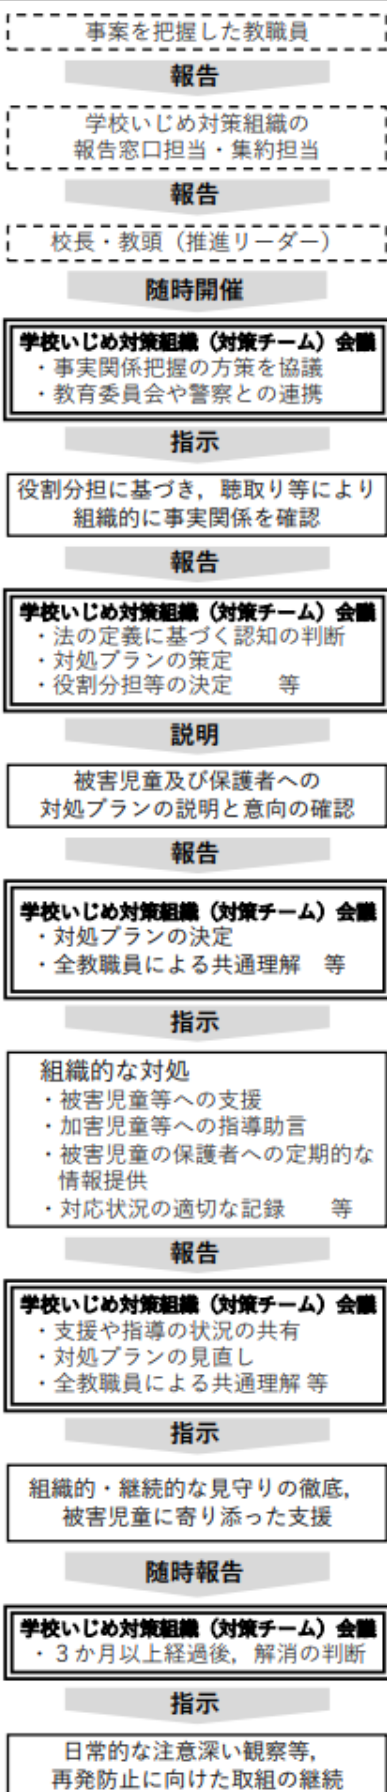 事案を把握した教職員
報告
学校いじめ対策組織の
報告窓口担当・集約担当
報告
校長・教頭（推進リーダー）
随時開催
学校いじめ対策組織（対策チーム）会議
・事実関係把握の方策を協議
・教育委員会や警察との連携
指示
役割分担に基づき，聴取り等により
組織的に事実関係を確認
報告
学校いじめ対策組織（対策チーム）会議
・法の定義に基づく認知の判断
・対処プランの策定
・役割分担等の決定　　等
説明
被害児童及び保護者への
対処プランの説明と意向の確認
報告
学校いじめ対策組織（対策チーム）会議
・対処プランの決定
・全教職員による共通理解　等
指示
組織的な対処
・被害児童等への支援
・加害児童等への指導助言
・被害児童の保護者への定期的な
情報提供
・対応状況の適切な記録　　等
報告
学校いじめ対策組織（対策チーム）会議
・支援や指導の状況の共有
・対処プランの見直し
・全教職員による共通理解 等
指示
組織的・継続的な見守りの徹底，
被害児童に寄り添った支援
随時報告
学校いじめ対策組織（対策チーム）会議
・３か月以上経過後，解消の判断
指示
日常的な注意深い観察等，
再発防止に向けた取組の継続